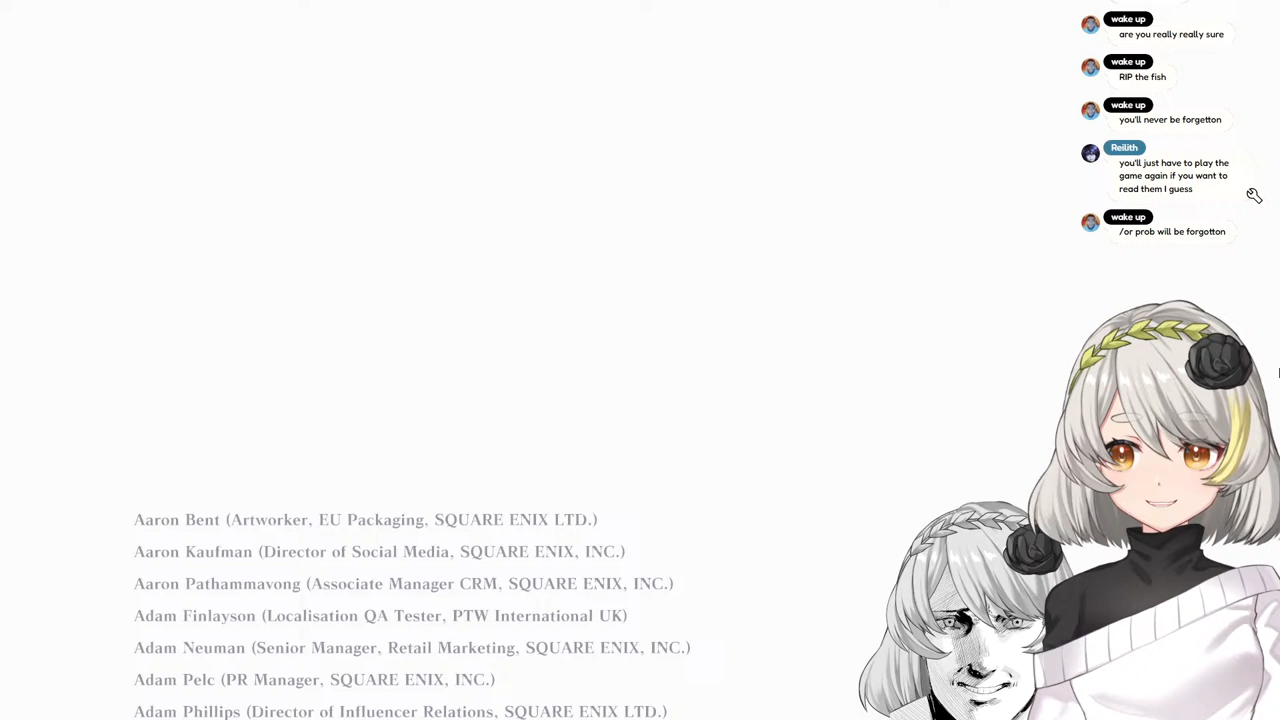 wake up
are you really really sure
wake up
RIP the fish
wake up
you'll never be forgetton
Reilith
you'll just have to play the
game again if you want to
read them I guess
wake up
/or prob will be forgotton
Aaron Bent (Artworker, EU Packaging, SQUARE ENIX LTD.)
Aaron Kaufman (Director of Social Media, SQUARE ENIX, INC.)
Aaron Pathammavong (Associate Manager CRM, SQUARE ENIX, INC.)
Adam Finlayson (Localisation QA Tester, PTW International UK)
Adam Neuman (Senior Manager, Retail Marketing, SQUARE ENIX, INC.)
Adam Pelc (PR Manager, SQUARE ENIX, INC.)
Adam Phillips (Director of Influencer Relations, SQUARE ENIX LTD.)